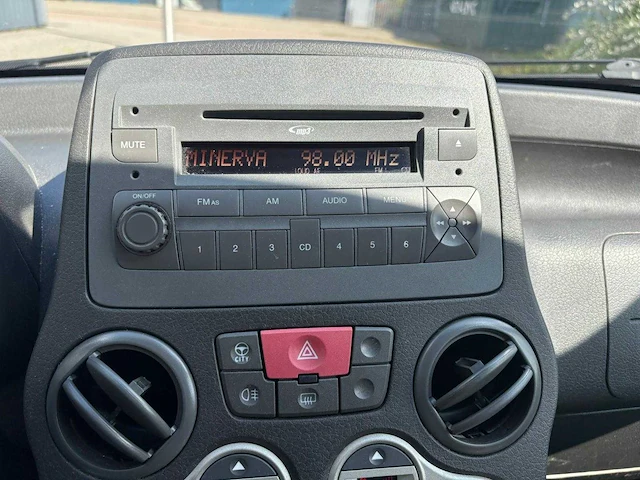 mp3
MUTE
MINERVA 98.00 MHz
LOUD AF
ON/OFF
FM AS AM AUDIO MENU
1 2 3 CD 4 5 6
CITY